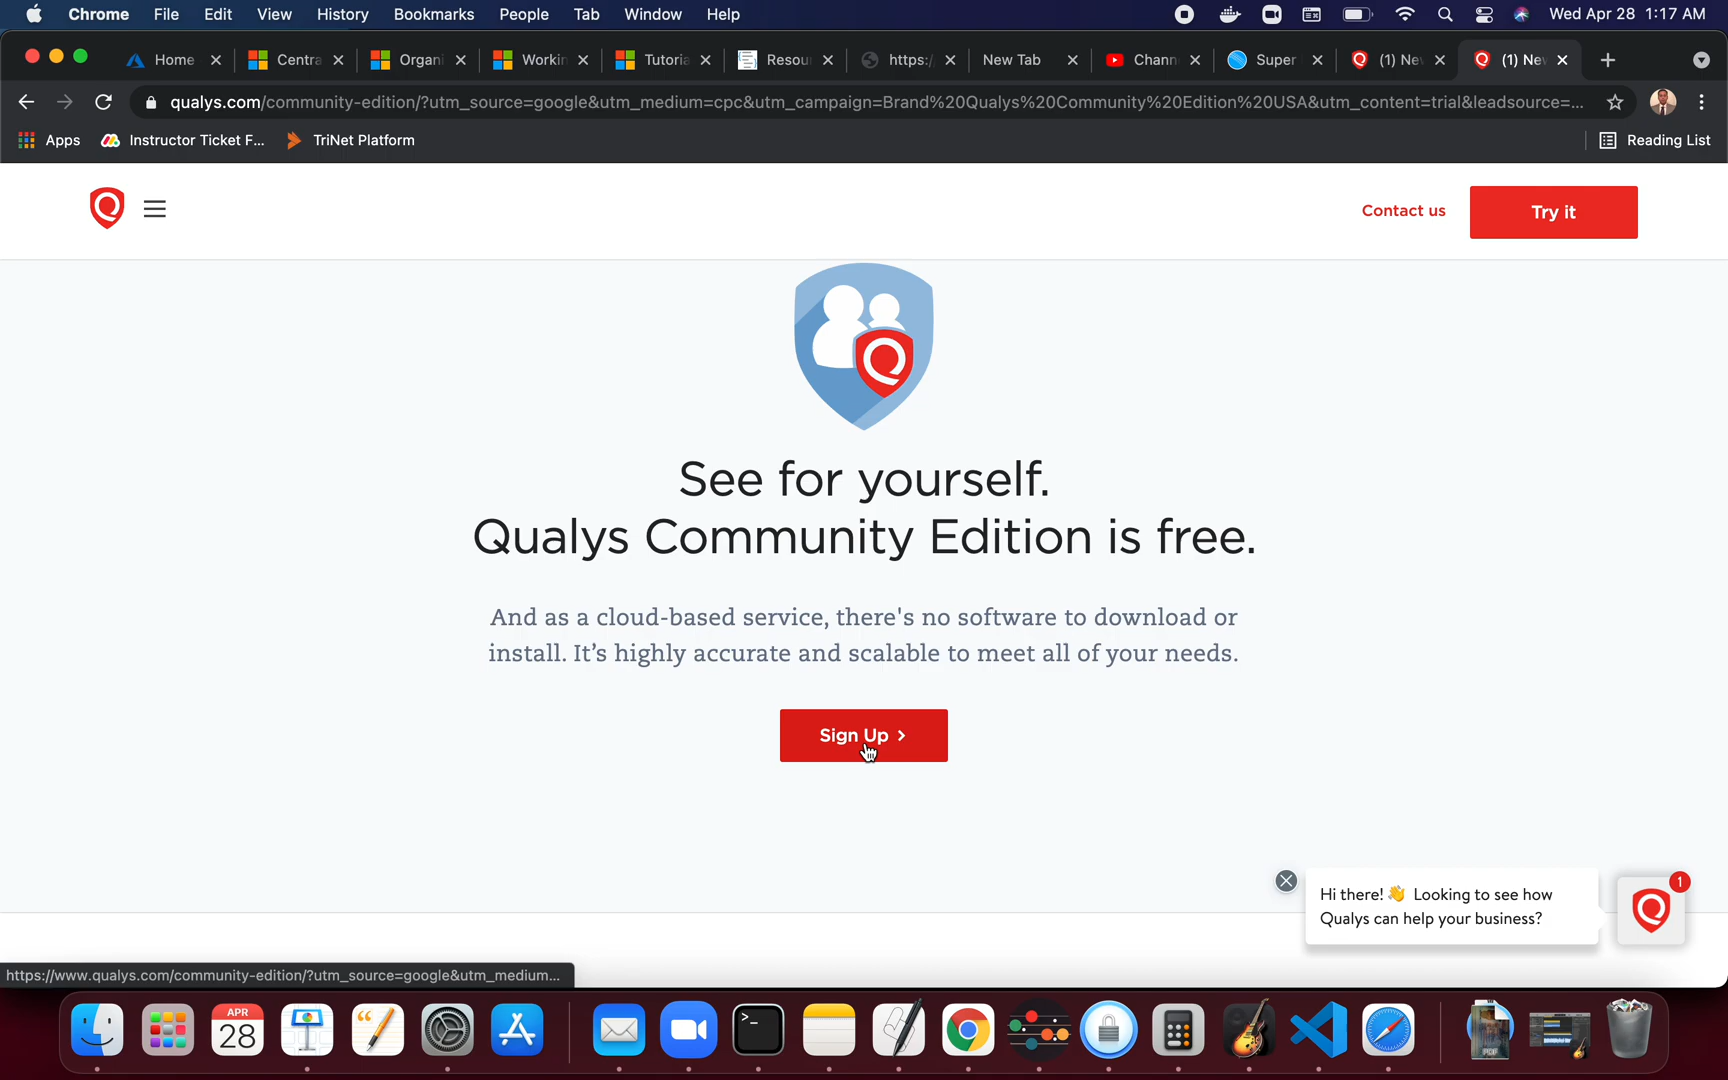 Chrome File Edit View History Bookmarks People Tab Window Help Wed Apr 28 1:17 AM
Home Centra Organi Workin Tutoria Resou https:/ New Tab Chann Super (1) Ne (1) Ne
qualys.com/community-edition/?utm_source=google&utm_medium=cpc&utm_campaign=Brand%20Qualys%20Community%20Edition%20USA&utm_content=trial&leadsource=...
Apps Instructor Ticket F... TriNet Platform Reading List
Contact us Try it
See for yourself.
Qualys Community Edition is free.
And as a cloud-based service, there's no software to download or
install. It’s highly accurate and scalable to meet all of your needs.
Sign Up >
1
Hi there! 👋 Looking to see how
Qualys can help your business?
https://www.qualys.com/community-edition/?utm_source=google&utm_medium...
APR
28